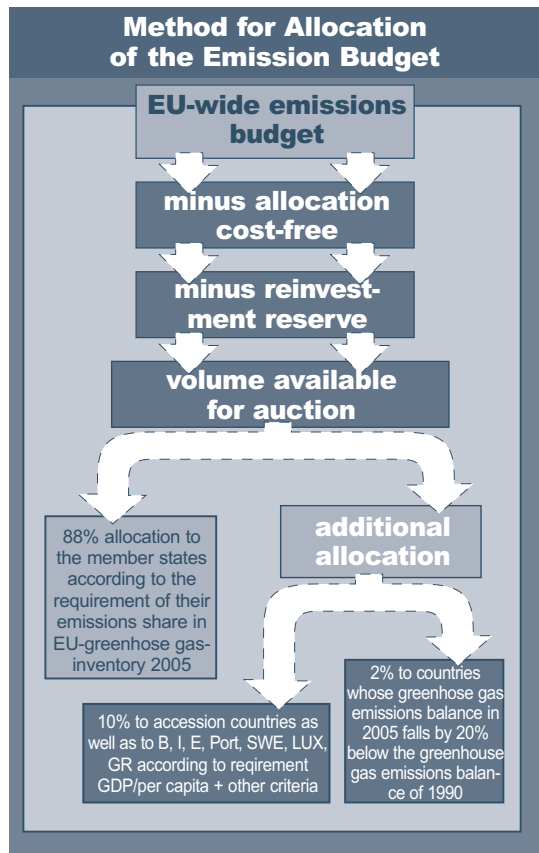 Method for Allocation
of the Emission Budget
EU-wide emissions
budget
minus allocation
cost-free
minus reinvest-
ment reserve
volume available
for auction
88% allocation to
the member states
according to the
requirement of their
emissions share in
EU-greenhose gas-
inventory 2005
additional
allocation
10% to accession countries as
well as to B, I, E, Port, SWE, LUX,
GR according to reqirement
GDP/per capita + other criteria
2% to countries
whose greenhose gas
emissions balance in
2005 falls by 20%
below the greenhouse
gas emissions balan-
ce of 1990